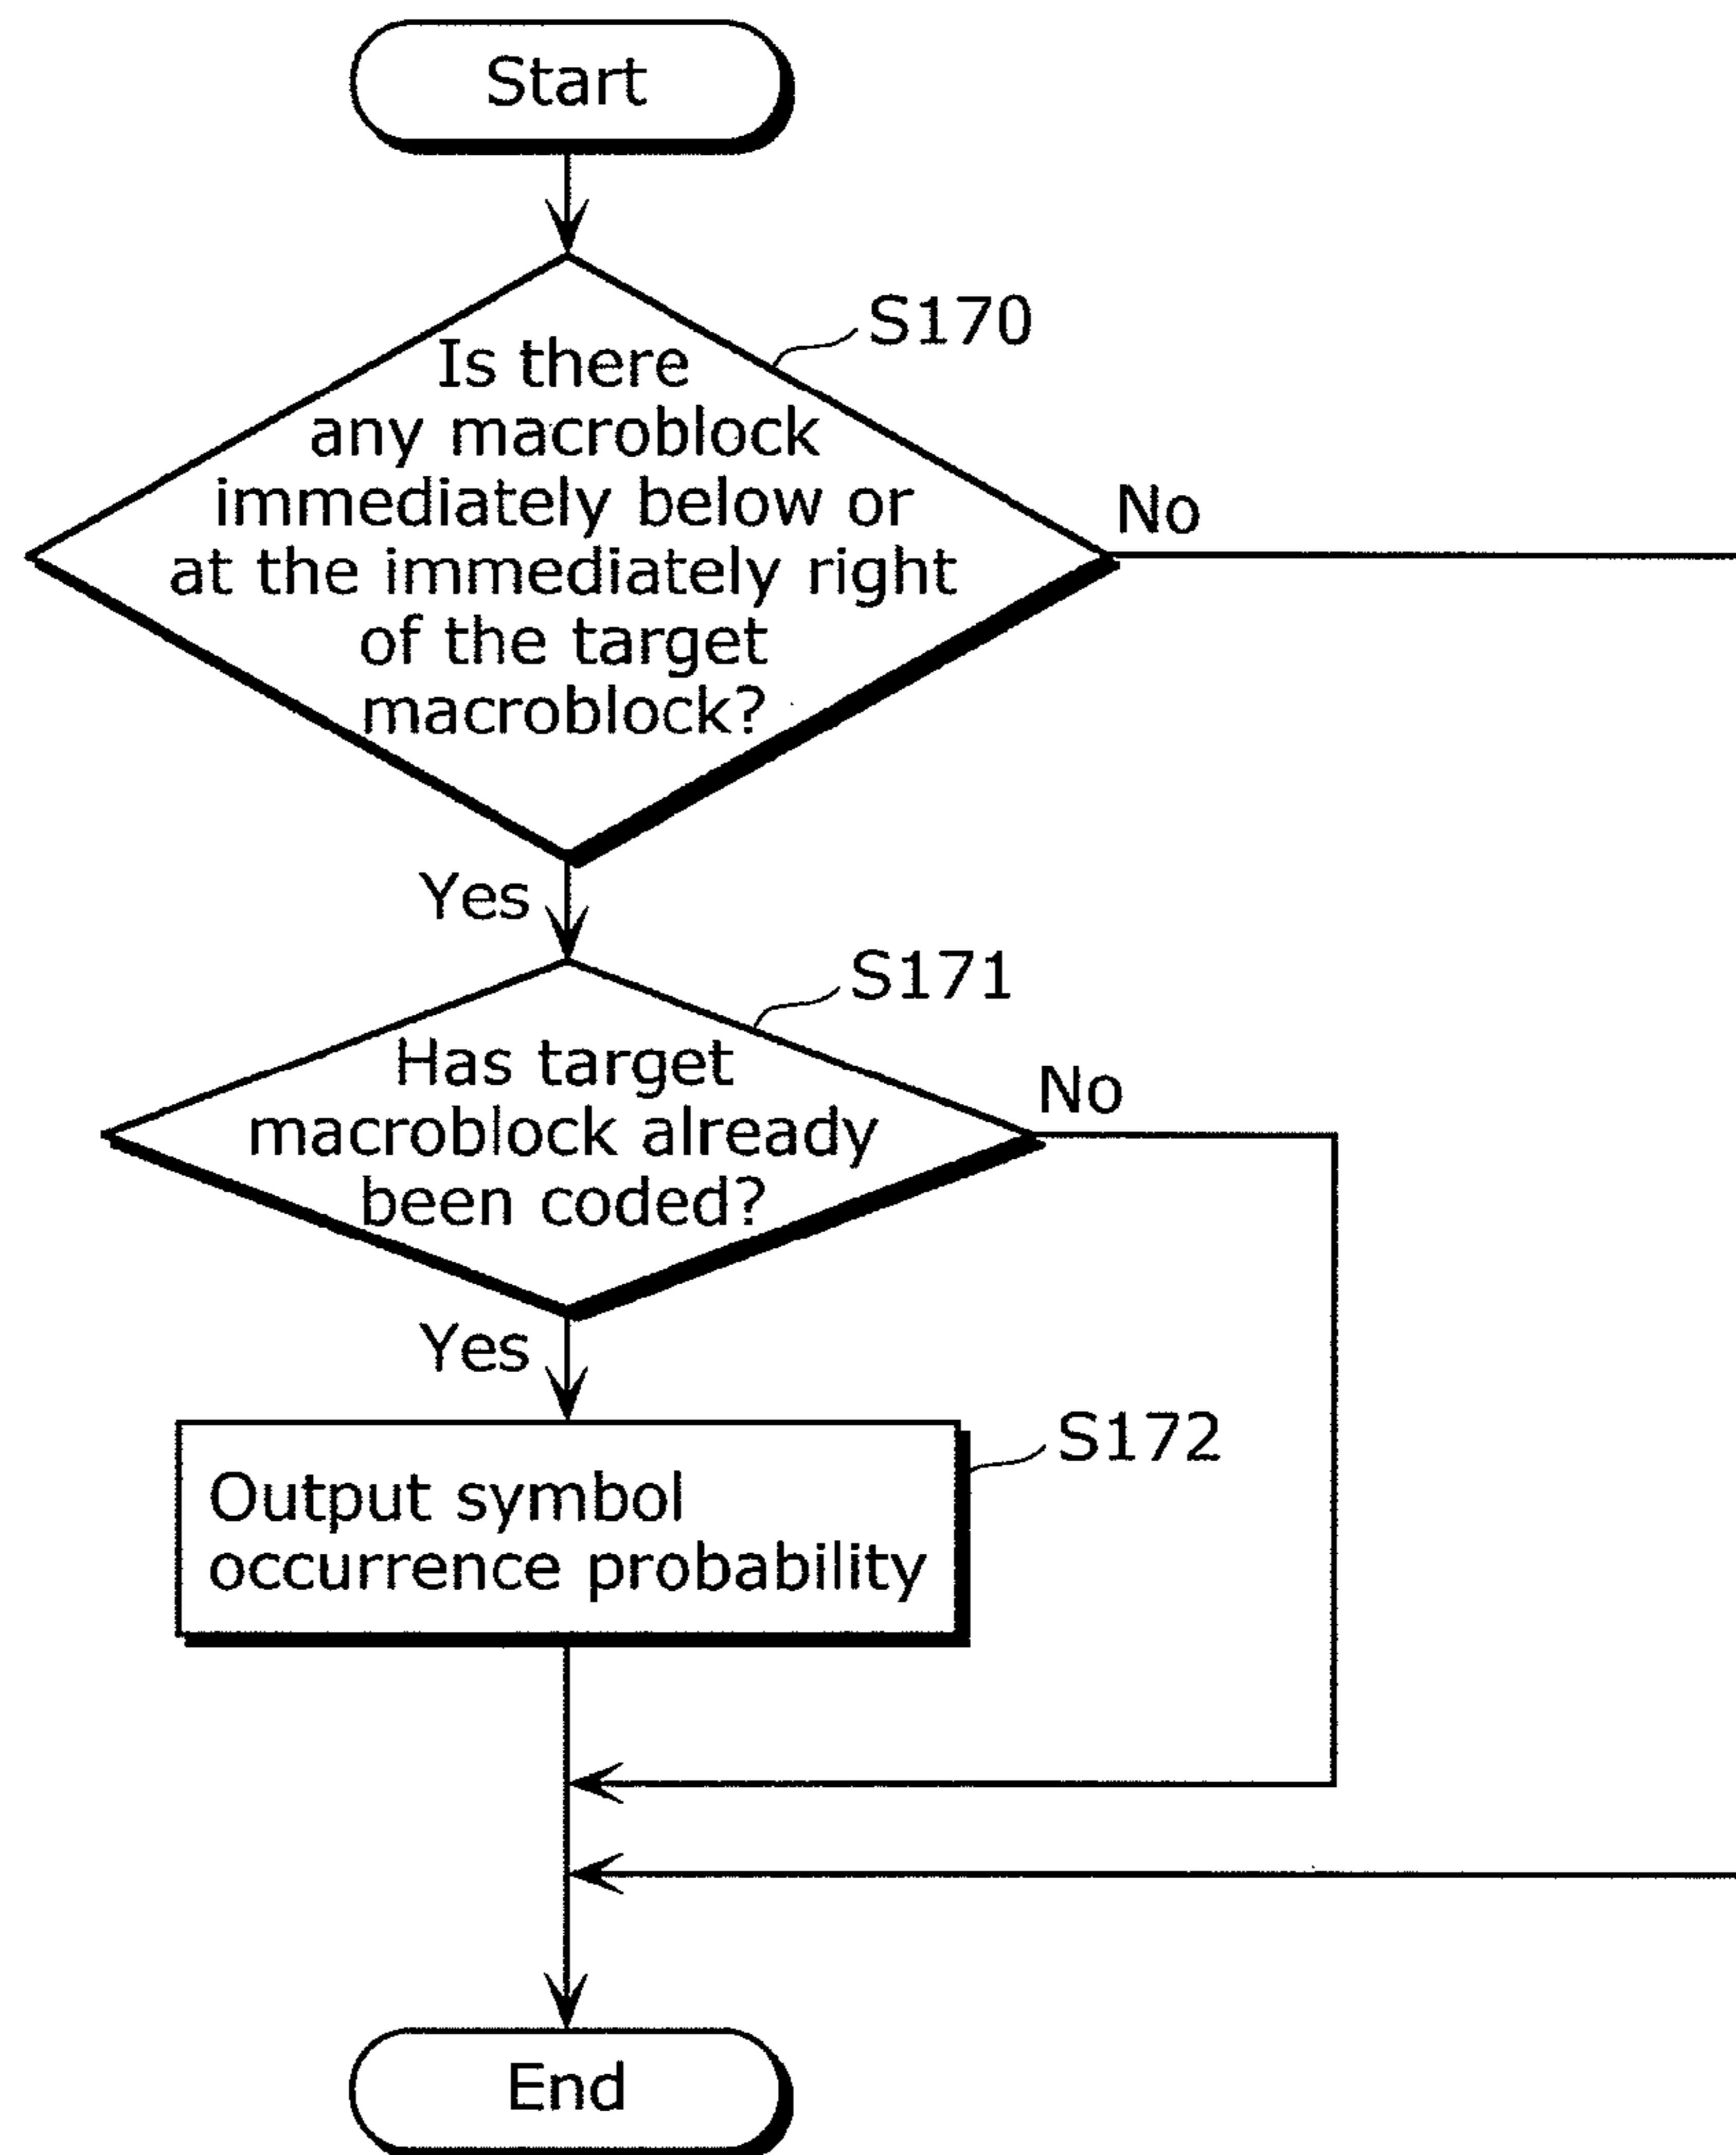 Start
S170
Is there
any macroblock
immediately below or
at the immediately right
of the target
macroblock?
No
Yes
S171
Has target
macroblock already
been coded?
No
Yes
S172
Output symbol
occurrence probability
End